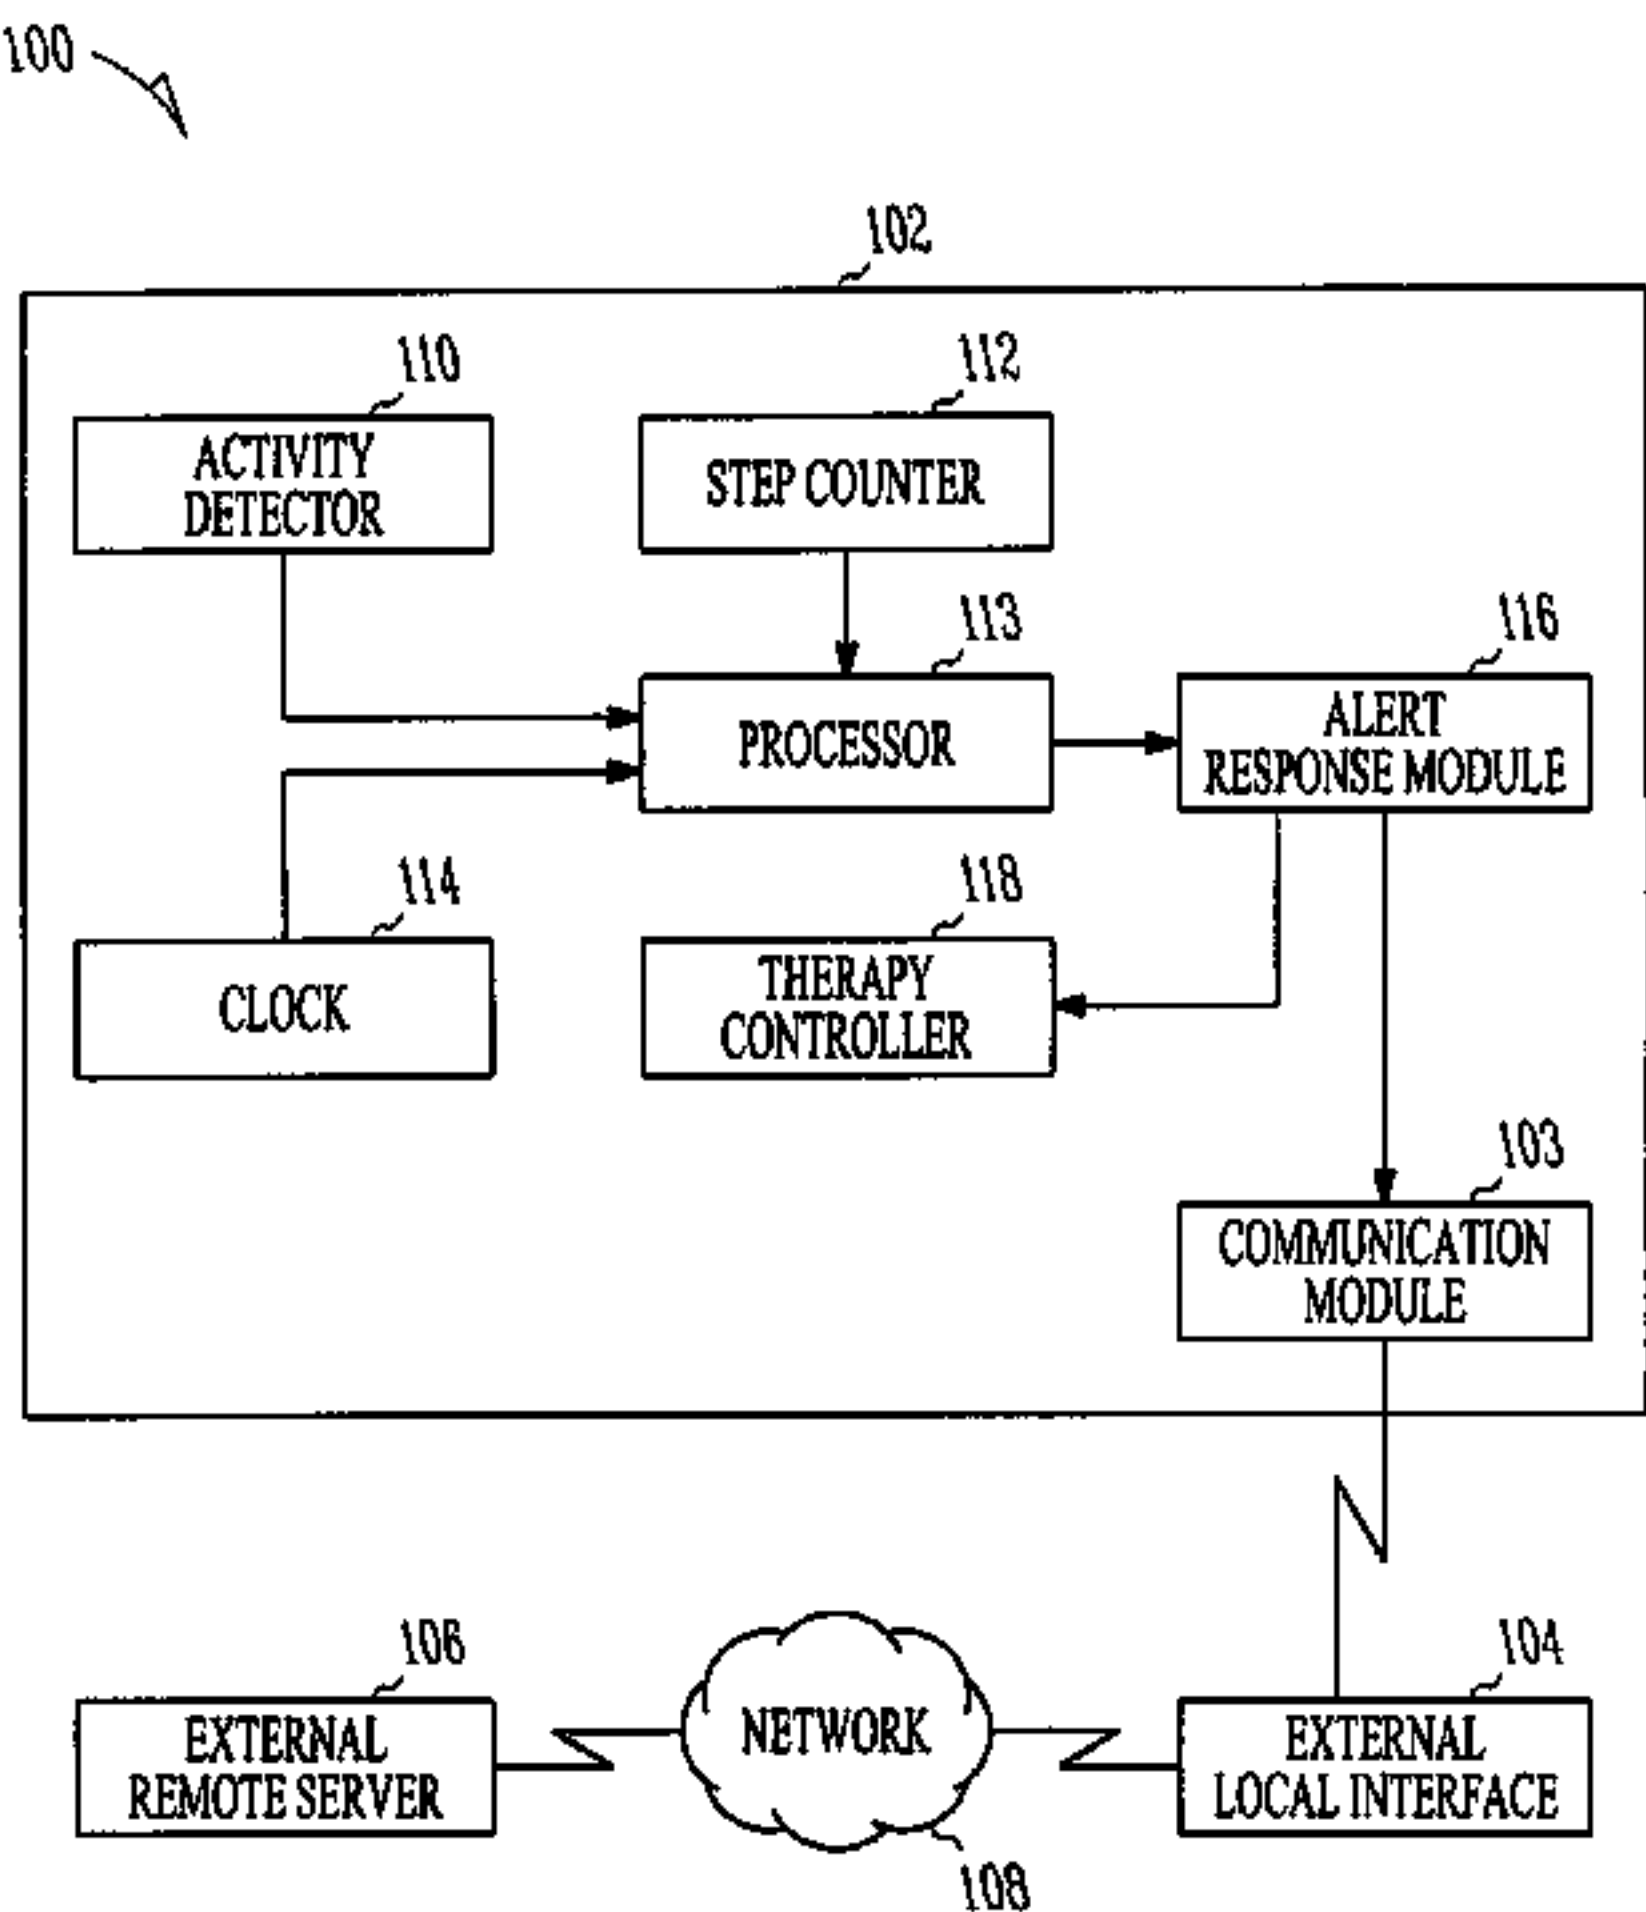 100
102
110
112
ACTIVITY
DETECTOR
STEP COUNTER
113
116
PROCESSOR
ALERT
RESPONSE MODULE
114
118
CLOCK
THERAPY
CONTROLLER
103
COMMUNICATION
MODULE
106
104
EXTERNAL
REMOTE SERVER
NETWORK
EXTERNAL
LOCAL INTERFACE
108